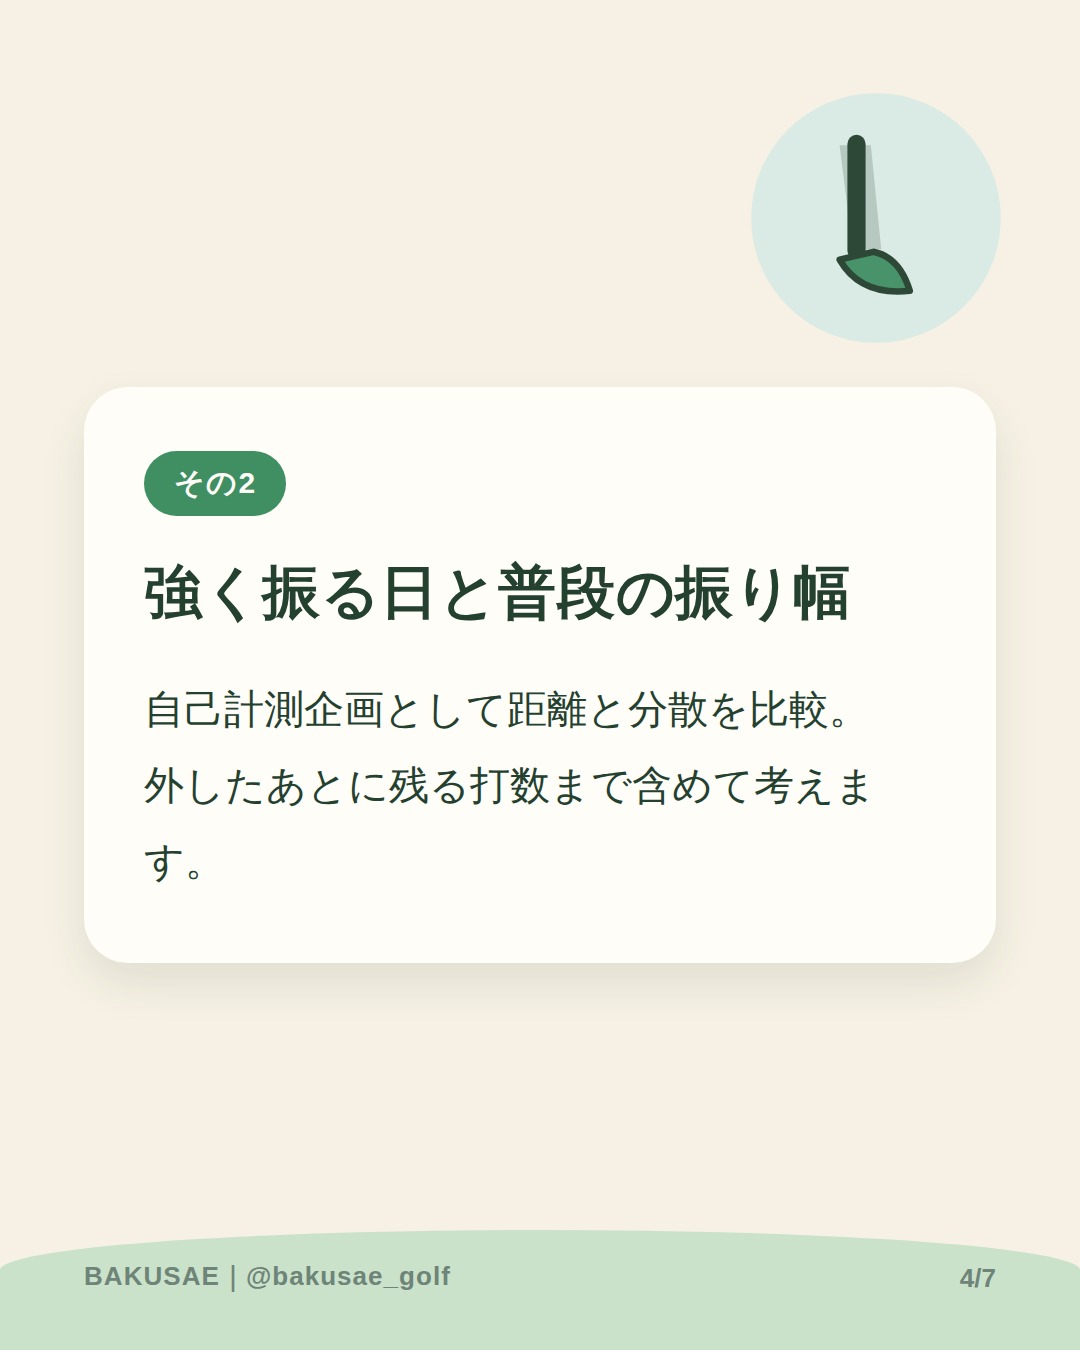 その2
強く振る日と普段の振り幅
自己計測企画として距離と分散を比較。
外したあとに残る打数まで含めて考えま
す。
BAKUSAE | @bakusae_golf
4/7